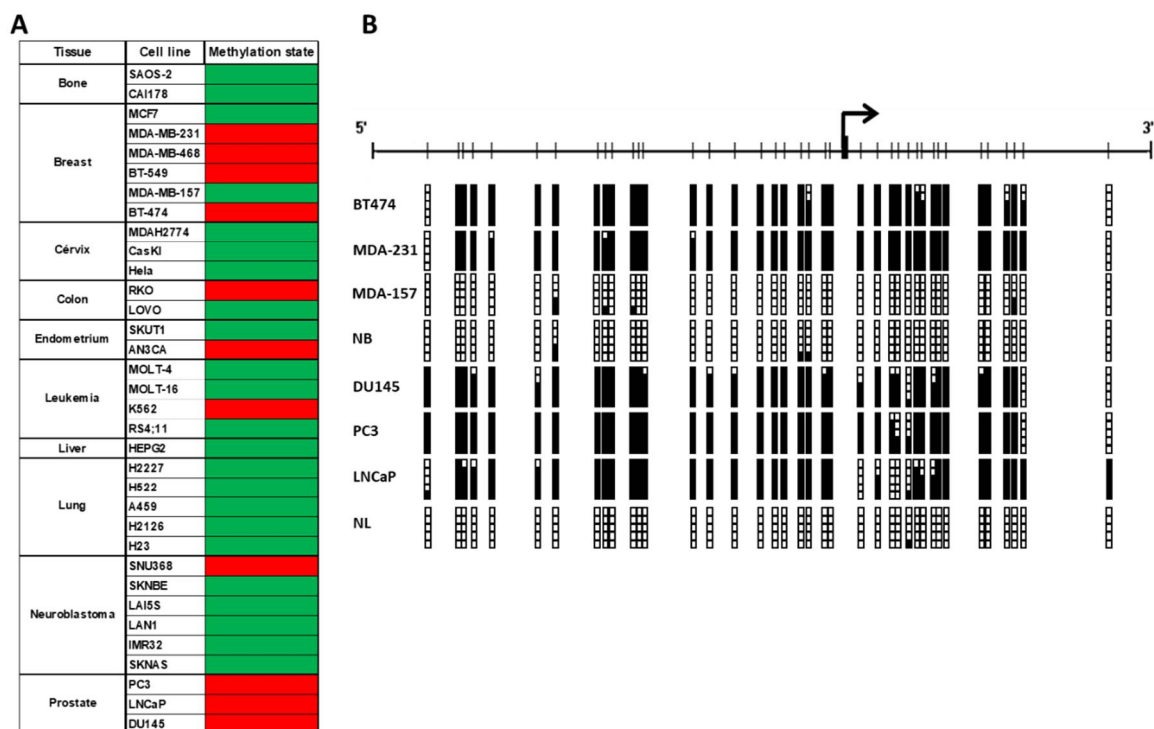 A
B
Tissue Cell line Methylation state
Bone
SAOS-2
CAI178
Breast
MCF7
MDA-MB-231
MDA-MB-468
BT-549
MDA-MB-157
BT-474
Cérvix
MDAH2774
CasKI
Hela
Colon
RKO
LOVO
Endometrium
SKUT1
AN3CA
Leukemia
MOLT-4
MOLT-16
K562
RS4;11
Liver
HEPG2
Lung
H2227
H522
A459
H2126
H23
Neuroblastoma
SNU368
SKNBE
LAI5S
LAN1
IMR32
SKNAS
Prostate
PC3
LNCaP
DU145
5' 3'
BT474
MDA-231
MDA-157
NB
DU145
PC3
LNCaP
NL